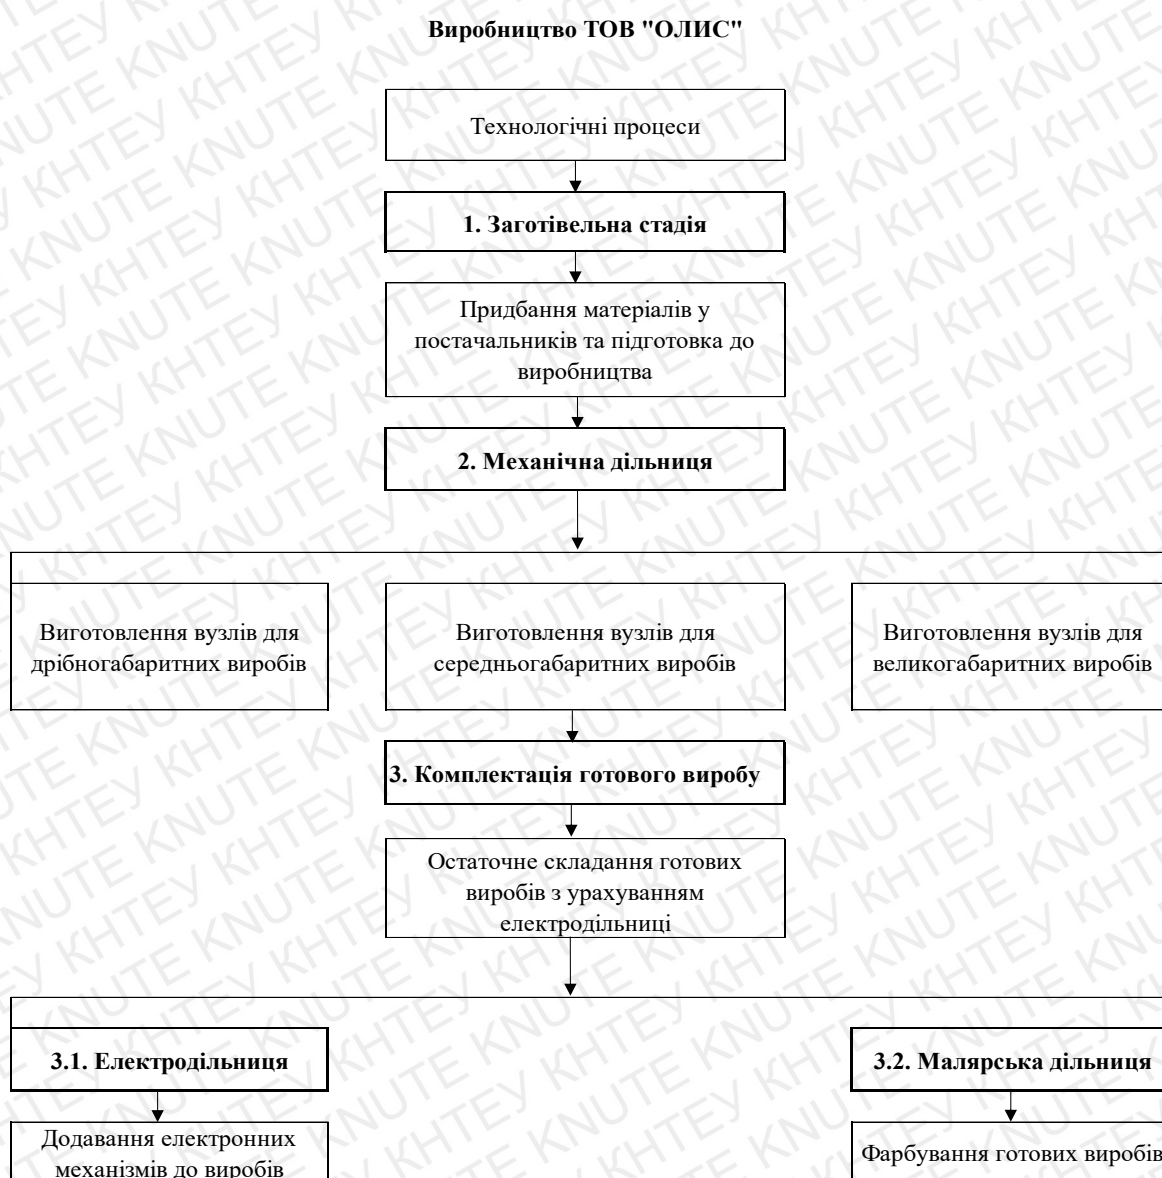 Виробництво ТОВ "ОЛИС"
Технологічні процеси
1. Заготівельна стадія
Придбання матеріалів у
постачальників та підготовка до
виробництва
2. Механічна дільниця
Виготовлення вузлів для
дрібногабаритних виробів
Виготовлення вузлів для
середньогабаритних виробів
Виготовлення вузлів для
великогабаритних виробів
3. Комплектація готового виробу
Остаточне складання готових
виробів з урахуванням
електродільниці
3.1. Електродільниця
3.2. Малярська дільниця
Додавання електронних
механізмів до виробів
Фарбування готових виробів